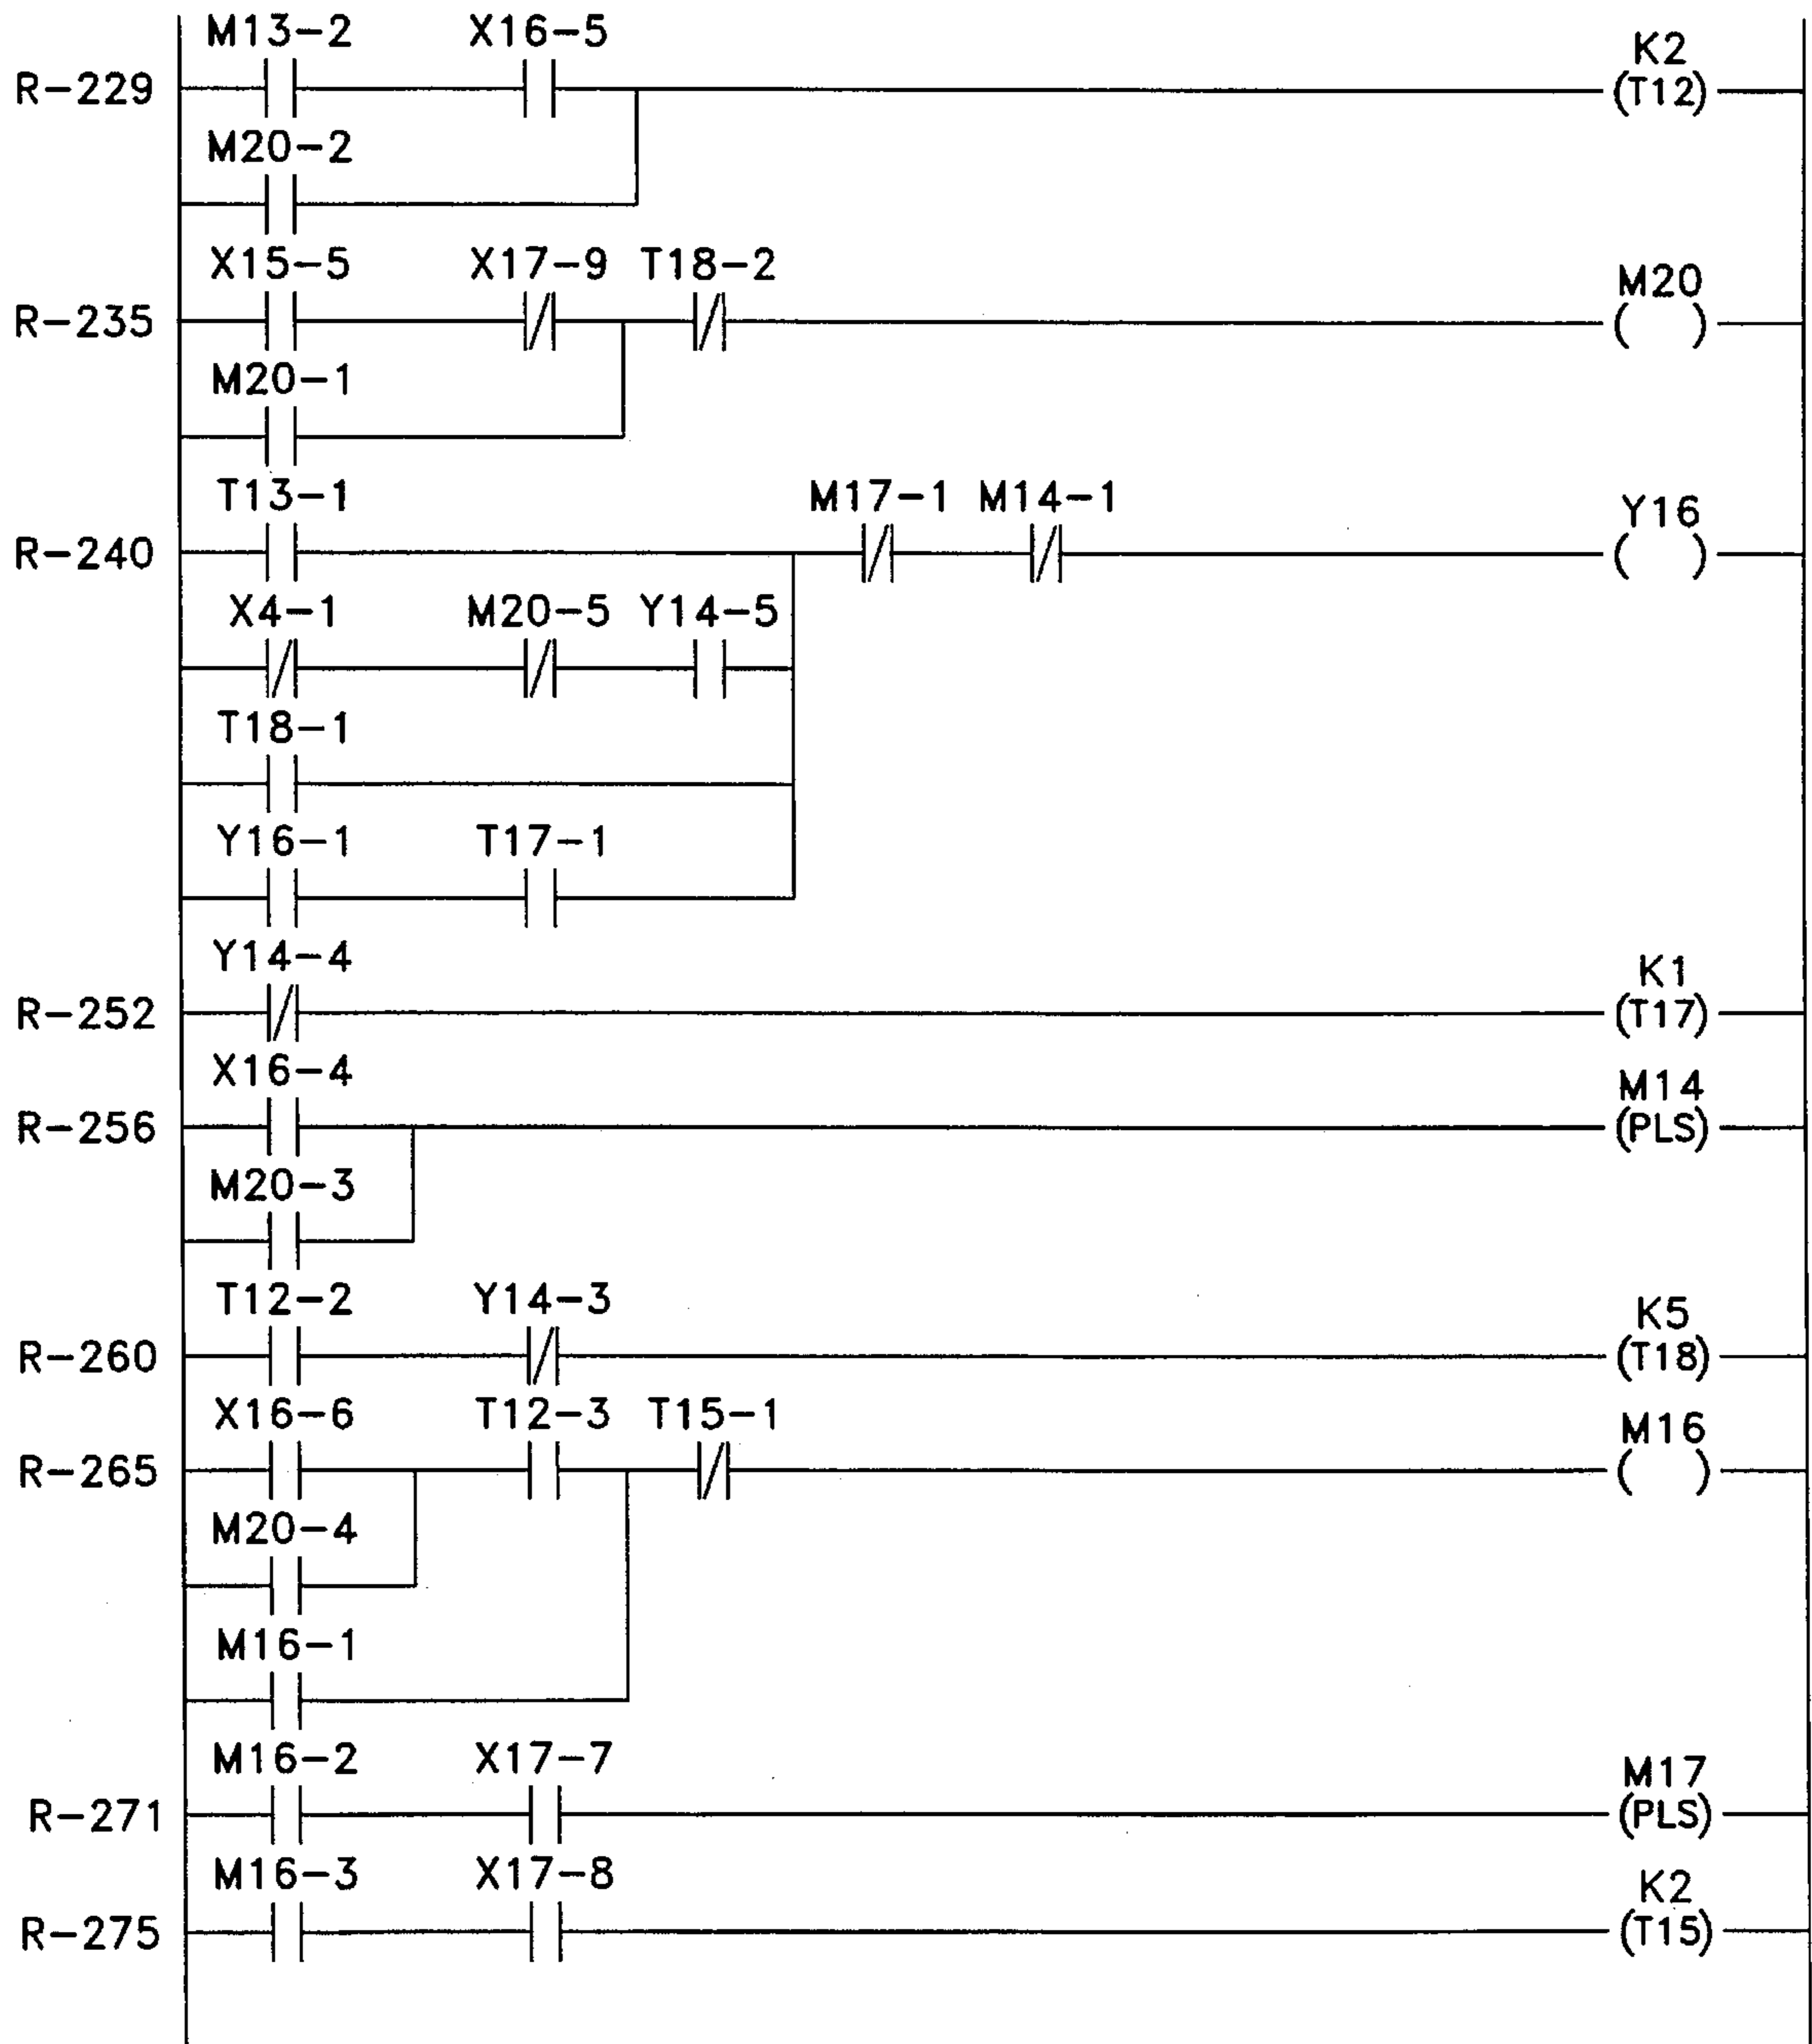 M13-2 X16-5 K2
R-229 (T12)
M20-2
X15-5 X17-9 T18-2 M20
R-235 ( )
M20-1
T13-1 M17-1 M14-1 Y16
R-240 ( )
X4-1 M20-5 Y14-5
T18-1
Y16-1 T17-1
Y14-4 K1
R-252 (T17)
X16-4 M14
R-256 (PLS)
M20-3
T12-2 Y14-3 K5
R-260 (T18)
X16-6 T12-3 T15-1 M16
R-265 ( )
M20-4
M16-1
M16-2 X17-7 M17
R-271 (PLS)
M16-3 X17-8 K2
R-275 (T15)